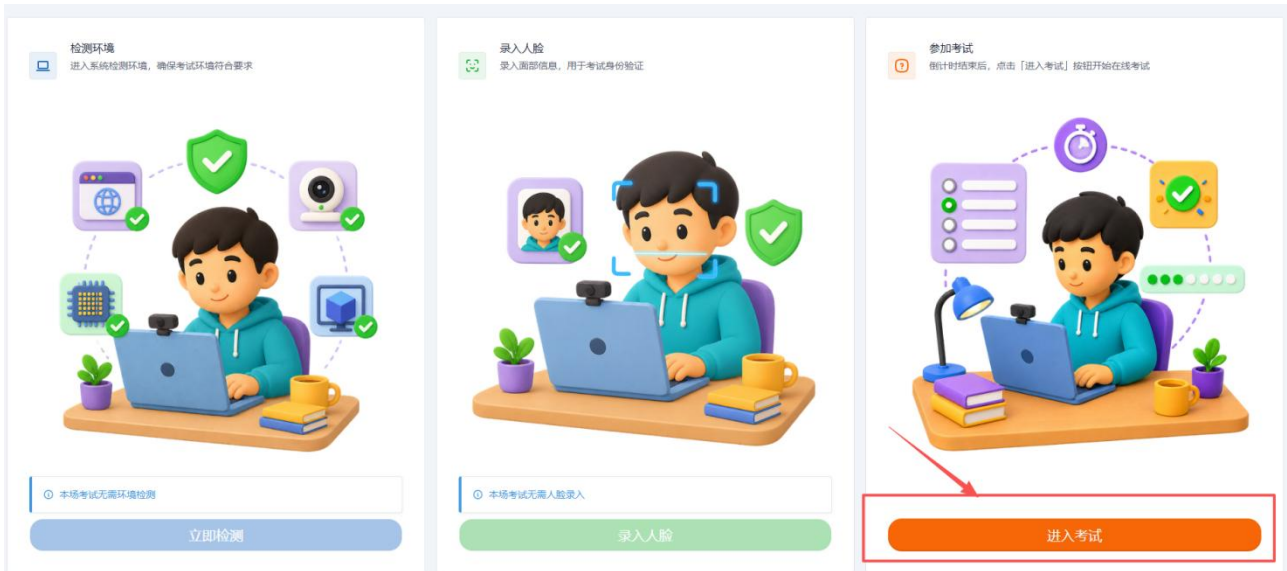 检测环境
进入系统检测环境，确保考试环境符合要求
本场考试无需环境检测
立即检测
录入人脸
录入面部信息，用于考试身份验证
本场考试无需人脸录入
录入人脸
参加考试
倒计时结束后，点击「进入考试」按钮开始在线考试
进入考试